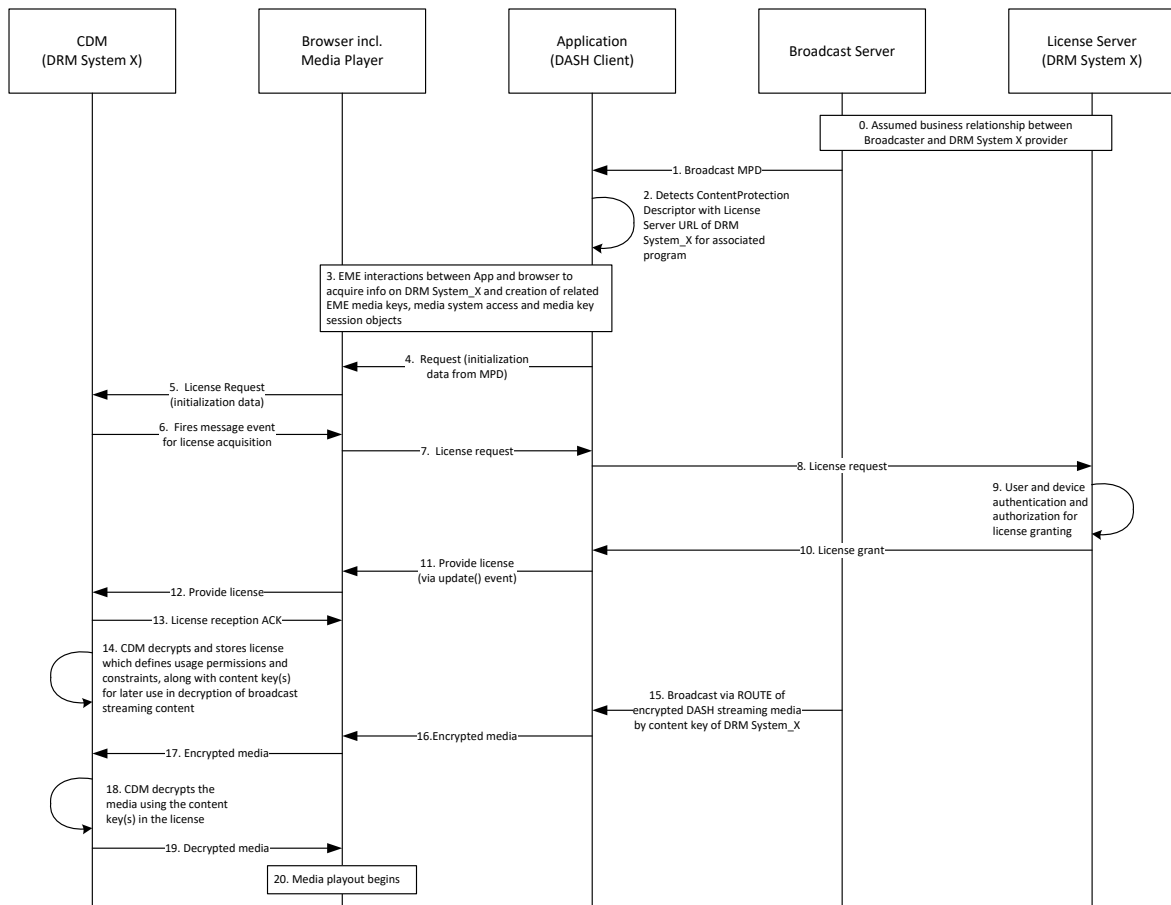 CDM
(DRM System X)
Browser incl.
Media Player
Application
(DASH Client)
Broadcast Server
License Server
(DRM System X)
0. Assumed business relationship between
Broadcaster and DRM System X provider
1. Broadcast MPD
2. Detects ContentProtection
Descriptor with License
Server URL of DRM
System_X for associated
program
3. EME interactions between App and browser to
acquire info on DRM System_X and creation of related
EME media keys, media system access and media key
session objects
4. Request (initialization
data from MPD)
5. License Request
(initialization data)
6. Fires message event
for license acquisition
7. License request
8. License request
9. User and device
authentication and
authorization for
license granting
10. License grant
11. Provide license
(via update() event)
12. Provide license
13. License reception ACK
14. CDM decrypts and stores license
which defines usage permissions and
constraints, along with content key(s)
for later use in decryption of broadcast
streaming content
15. Broadcast via ROUTE of
encrypted DASH streaming media
by content key of DRM System_X
16.Encrypted media
17. Encrypted media
18. CDM decrypts the
media using the content
key(s) in the license
19. Decrypted media
20. Media playout begins